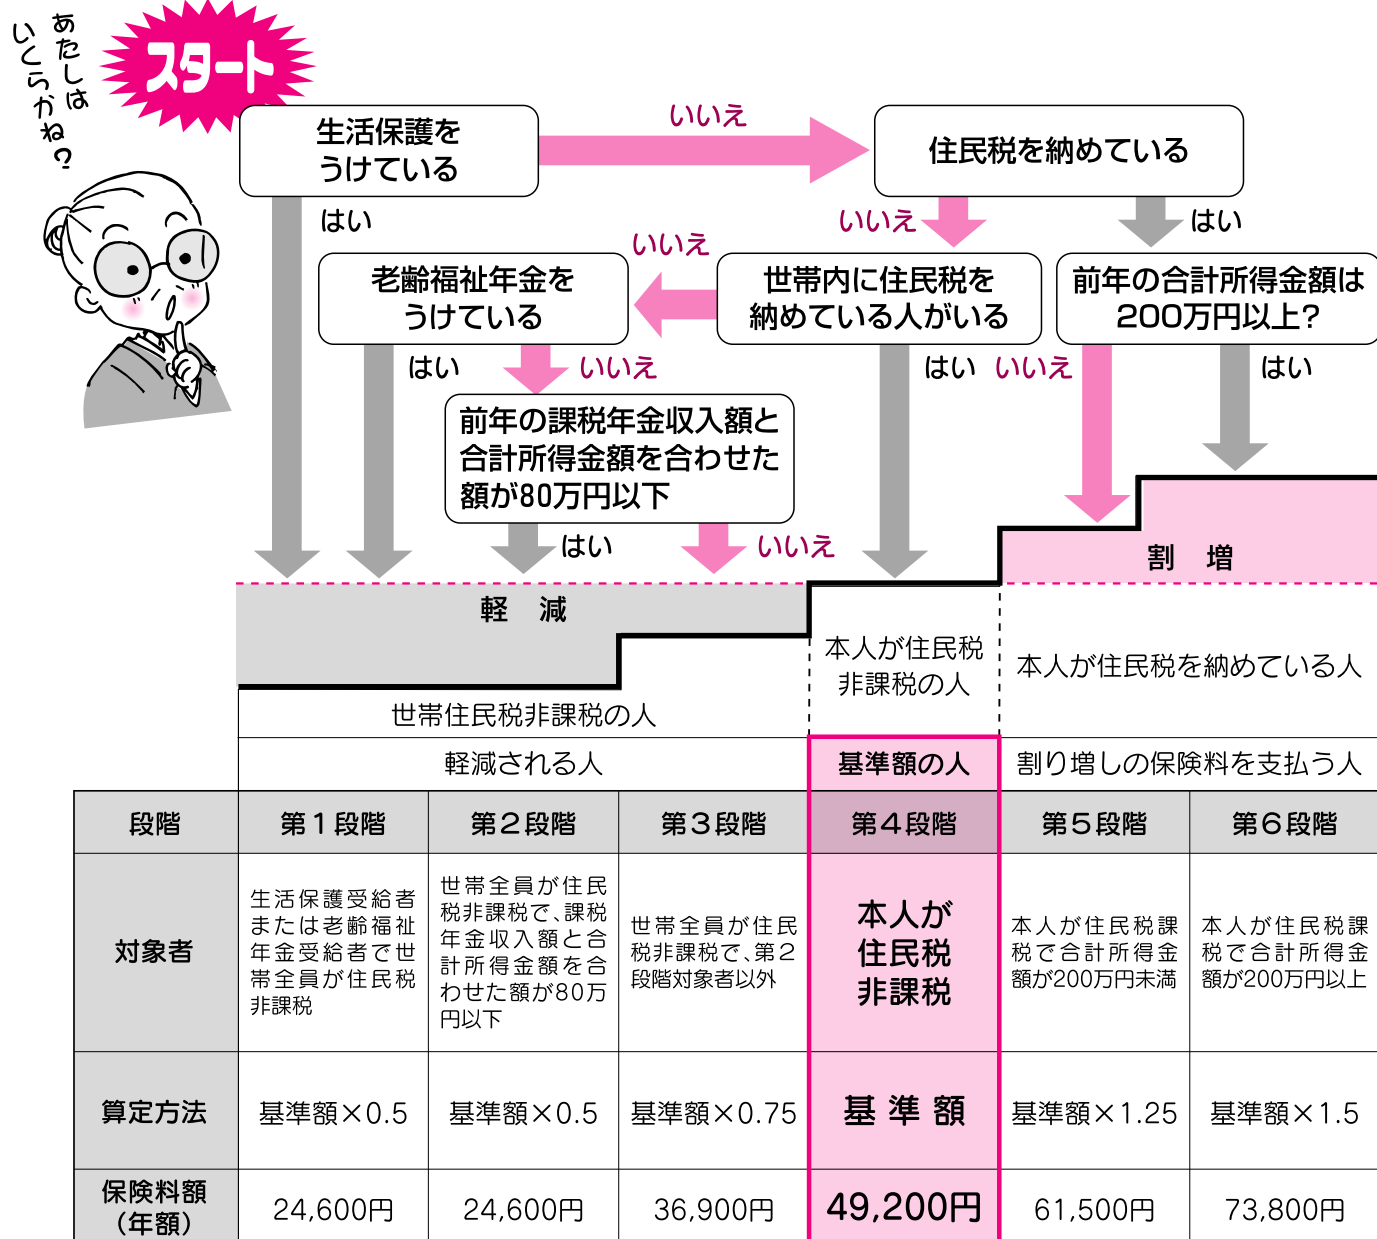 あたしは
いくらかね？
スタート
生活保護を
うけている
いいえ
住民税を納めている
はい
いいえ
はい
いいえ
老齢福祉年金を
うけている
世帯内に住民税を
納めている人がいる
前年の合計所得金額は
200万円以上？
はい
いいえ
はい
いいえ
はい
前年の課税年金収入額と
合計所得金額を合わせた
額が80万円以下
はい
いいえ
割 増
軽 減
本人が住民税
非課税の人
本人が住民税を納めている人
世帯住民税非課税の人
軽減される人
基準額の人
割り増しの保険料を支払う人
段階
第１段階
第２段階
第３段階
第４段階
第５段階
第６段階
対象者
生活保護受給者
または老齢福祉
年金受給者で世
帯全員が住民税
非課税
世帯全員が住民
税非課税で、課税
年金収入額と合
計所得金額を合
わせた額が80万
円以下
世帯全員が住民
税非課税で、第２
段階対象者以外
本人が
住民税
非課税
本人が住民税課
税で合計所得金
額が200万円未満
本人が住民税課
税で合計所得金
額が200万円以上
算定方法
基準額×0.5
基準額×0.5
基準額×0.75
基 準 額
基準額×1.25
基準額×1.5
保険料額
（年額）
24,600円
24,600円
36,900円
49,200円
61,500円
73,800円